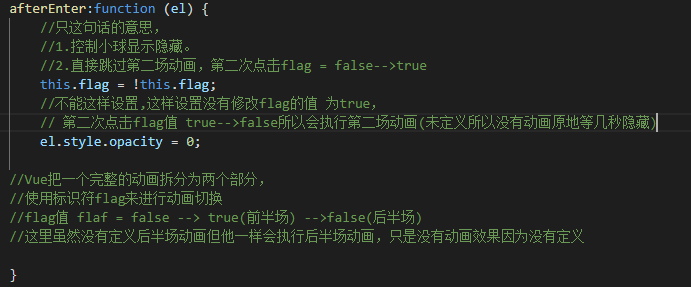 afterEnter:function (el) {
//只这句话的意思，
//1.控制小球显示隐藏。
//2.直接跳过第二场动画，第二次点击flag = false-->true
this.flag = !this.flag;
//不能这样设置,这样设置没有修改flag的值 为true，
// 第二次点击flag值 true-->false所以会执行第二场动画(未定义所以没有动画原地等几秒隐藏)
el.style.opacity = 0;
//Vue把一个完整的动画拆分为两个部分，
//使用标识符flag来进行动画切换
//flag值 flaf = false --> true(前半场) -->false(后半场)
//这里虽然没有定义后半场动画但他一样会执行后半场动画，只是没有动画效果因为没有定义
}